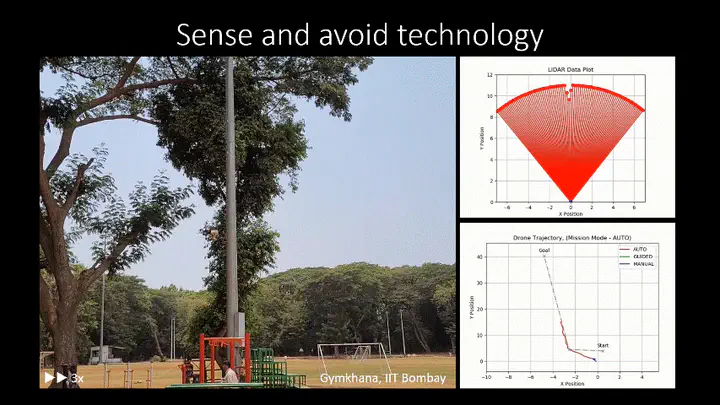 Sense and avoid technology
▶▶ 3x
Gymkhana, IIT Bombay
LIDAR Data Plot
Y Position
12
10
8
6
4
2
0
−6 −4 −2 0 2 4 6
X Position
Drone Trajectory, (Mission Mode - AUTO)
Y Position
40
30
20
10
0
Goal
Start
AUTO
GUIDED
MANUAL
−10 −8 −6 −4 −2 0 2 4
X Position